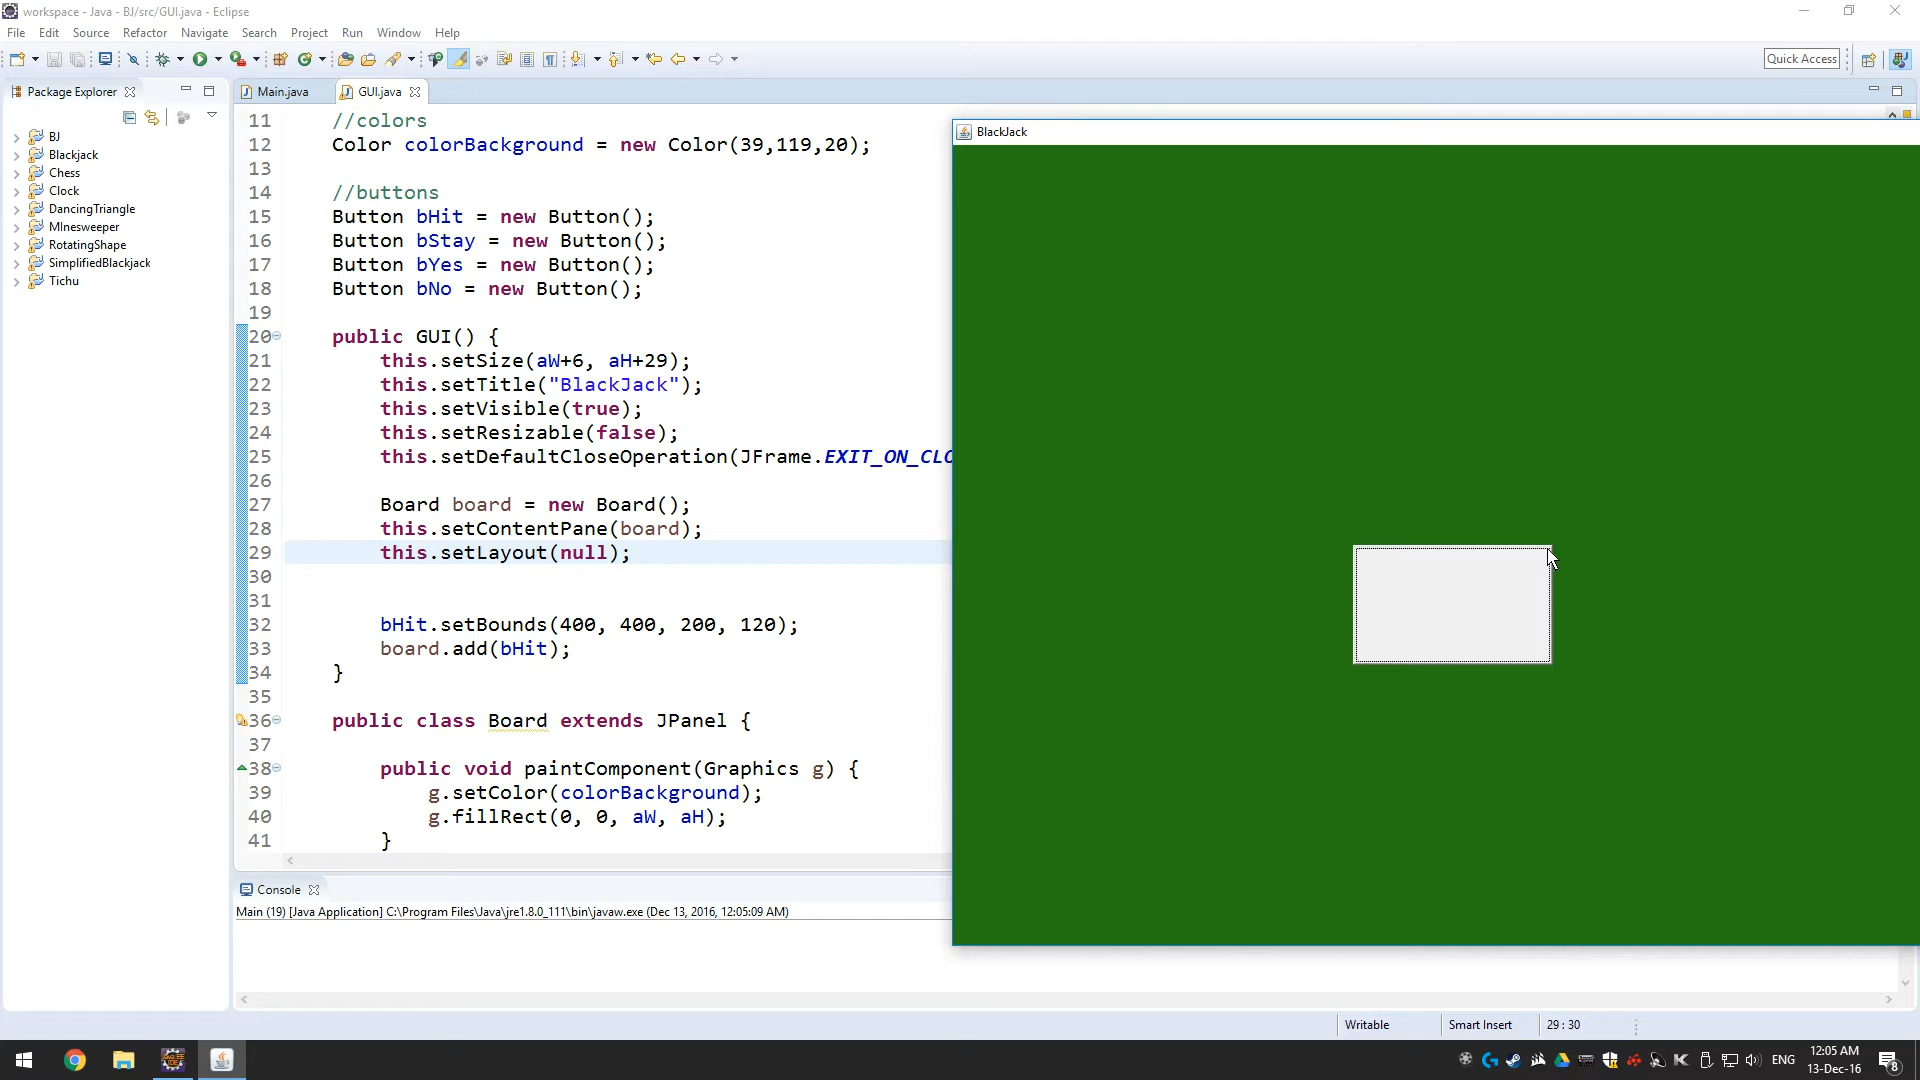 workspace - Java - BJ/src/GUI.java - Eclipse
File Edit Source Refactor Navigate Search Project Run Window Help
Quick Access
Package Explorer
BJ
Blackjack
Chess
Clock
DancingTriangle
MInesweeper
RotatingShape
SimplifiedBlackjack
Tichu
Main.java GUI.java
11 //colors
12 Color colorBackground = new Color(39,119,20);
13
14 //buttons
15 Button bHit = new Button();
16 Button bStay = new Button();
17 Button bYes = new Button();
18 Button bNo = new Button();
19
20 public GUI() {
21 this.setSize(aW+6, aH+29);
22 this.setTitle("BlackJack");
23 this.setVisible(true);
24 this.setResizable(false);
25 this.setDefaultCloseOperation(JFrame.EXIT_ON_CLO
26
27 Board board = new Board();
28 this.setContentPane(board);
29 this.setLayout(null);
30
31
32 bHit.setBounds(400, 400, 200, 120);
33 board.add(bHit);
34 }
35
36 public class Board extends JPanel {
37
38 public void paintComponent(Graphics g) {
39 g.setColor(colorBackground);
40 g.fillRect(0, 0, aW, aH);
41 }
BlackJack
Console
Main (19) [Java Application] C:\Program Files\Java\jre1.8.0_111\bin\javaw.exe (Dec 13, 2016, 12:05:09 AM)
Writable Smart Insert 29 : 30
ENG
12:05 AM
13-Dec-16
8